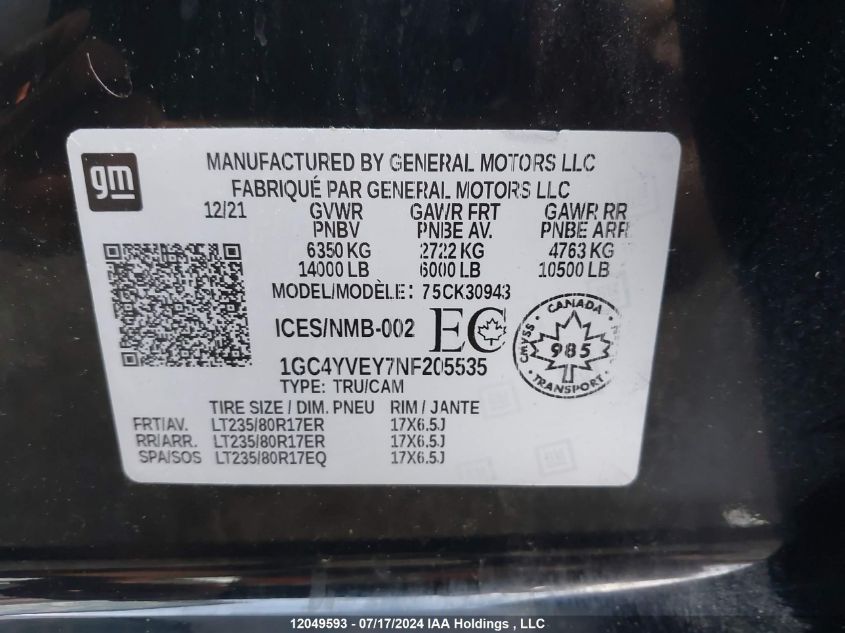 gm
MANUFACTURED BY GENERAL MOTORS LLC
FABRIQUÉ PAR GENERAL MOTORS LLC
12/21 GVWR GAWR FRT GAWR RR
PNBV PNBE AV. PNBE ARR
6350 KG 2722 KG 4763 KG
14000 LB 6000 LB 10500 LB
MODEL/MODÈLE: 75CK30943
ICES/NMB-002 EC
CANADA
CMVSS
985
TRANSPORT
1GC4YVEY7NF205535
TYPE: TRU/CAM
TIRE SIZE / DIM. PNEU RIM / JANTE
FRT/AV. LT235/80R17ER 17X6.5J
RR/ARR. LT235/80R17ER 17X6.5J
SPA/SOS LT235/80R17EQ 17X6.5J
12049593 - 07/17/2024 IAA Holdings , LLC